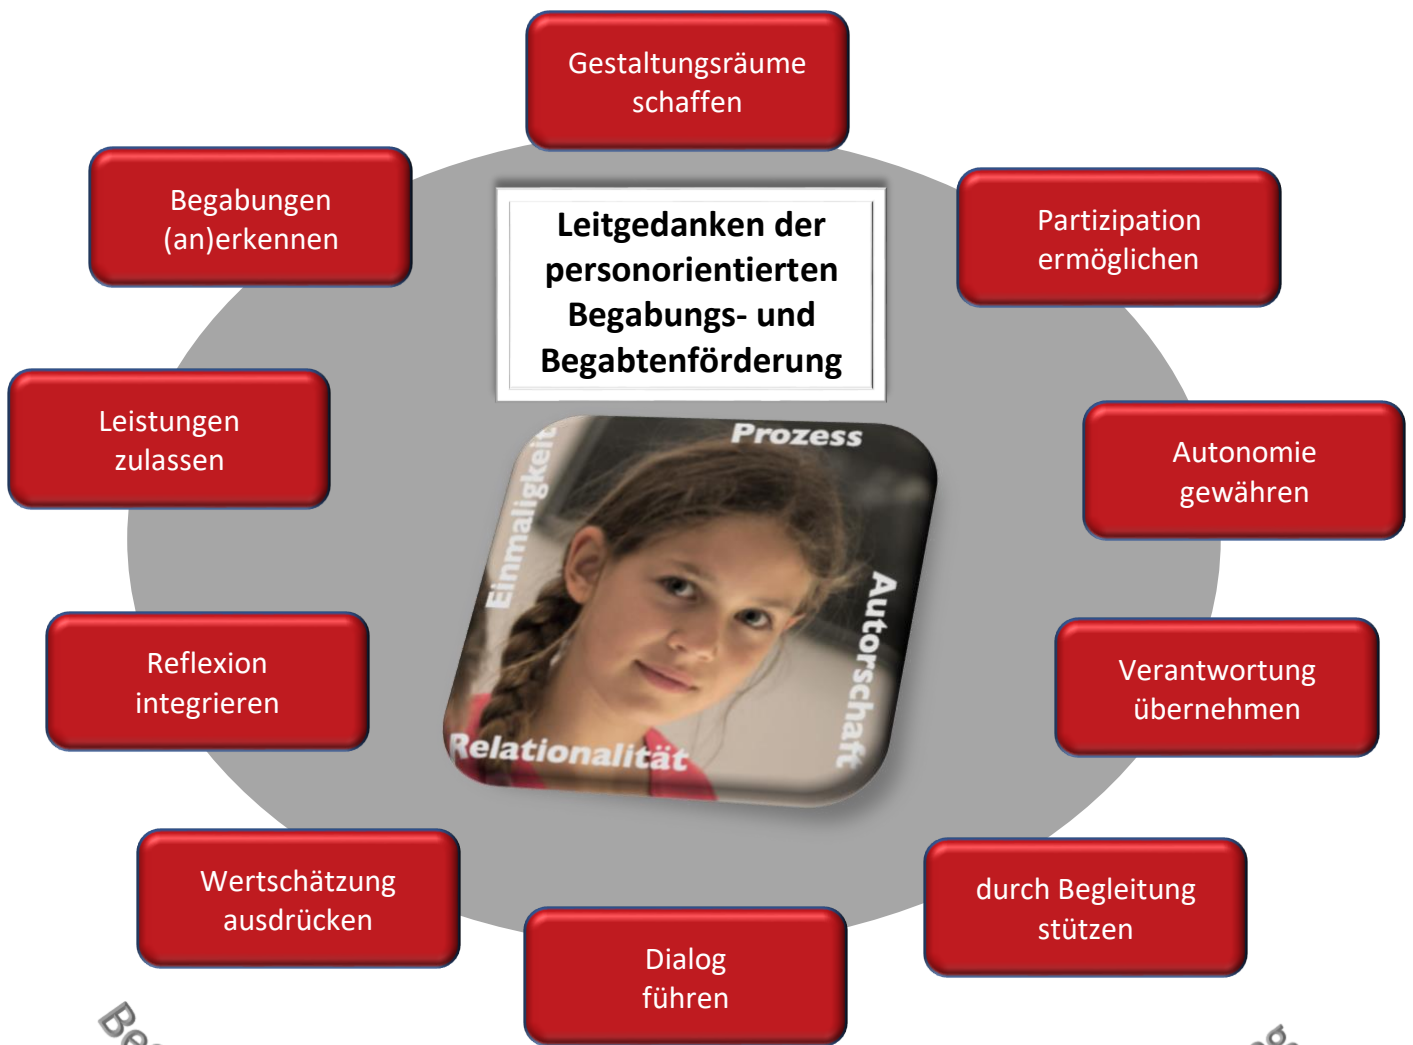 Gestaltungsräume
schaffen
Begabungen
(an)erkennen
Leitgedanken der
personorientierten
Begabungs- und
Begabtenförderung
Partizipation
ermöglichen
Leistungen
zulassen
Prozess
Einmaligkeit
Autorschaft
Relationalität
Autonomie
gewähren
Reflexion
integrieren
Verantwortung
übernehmen
Wertschätzung
ausdrücken
durch Begleitung
stützen
Dialog
führen